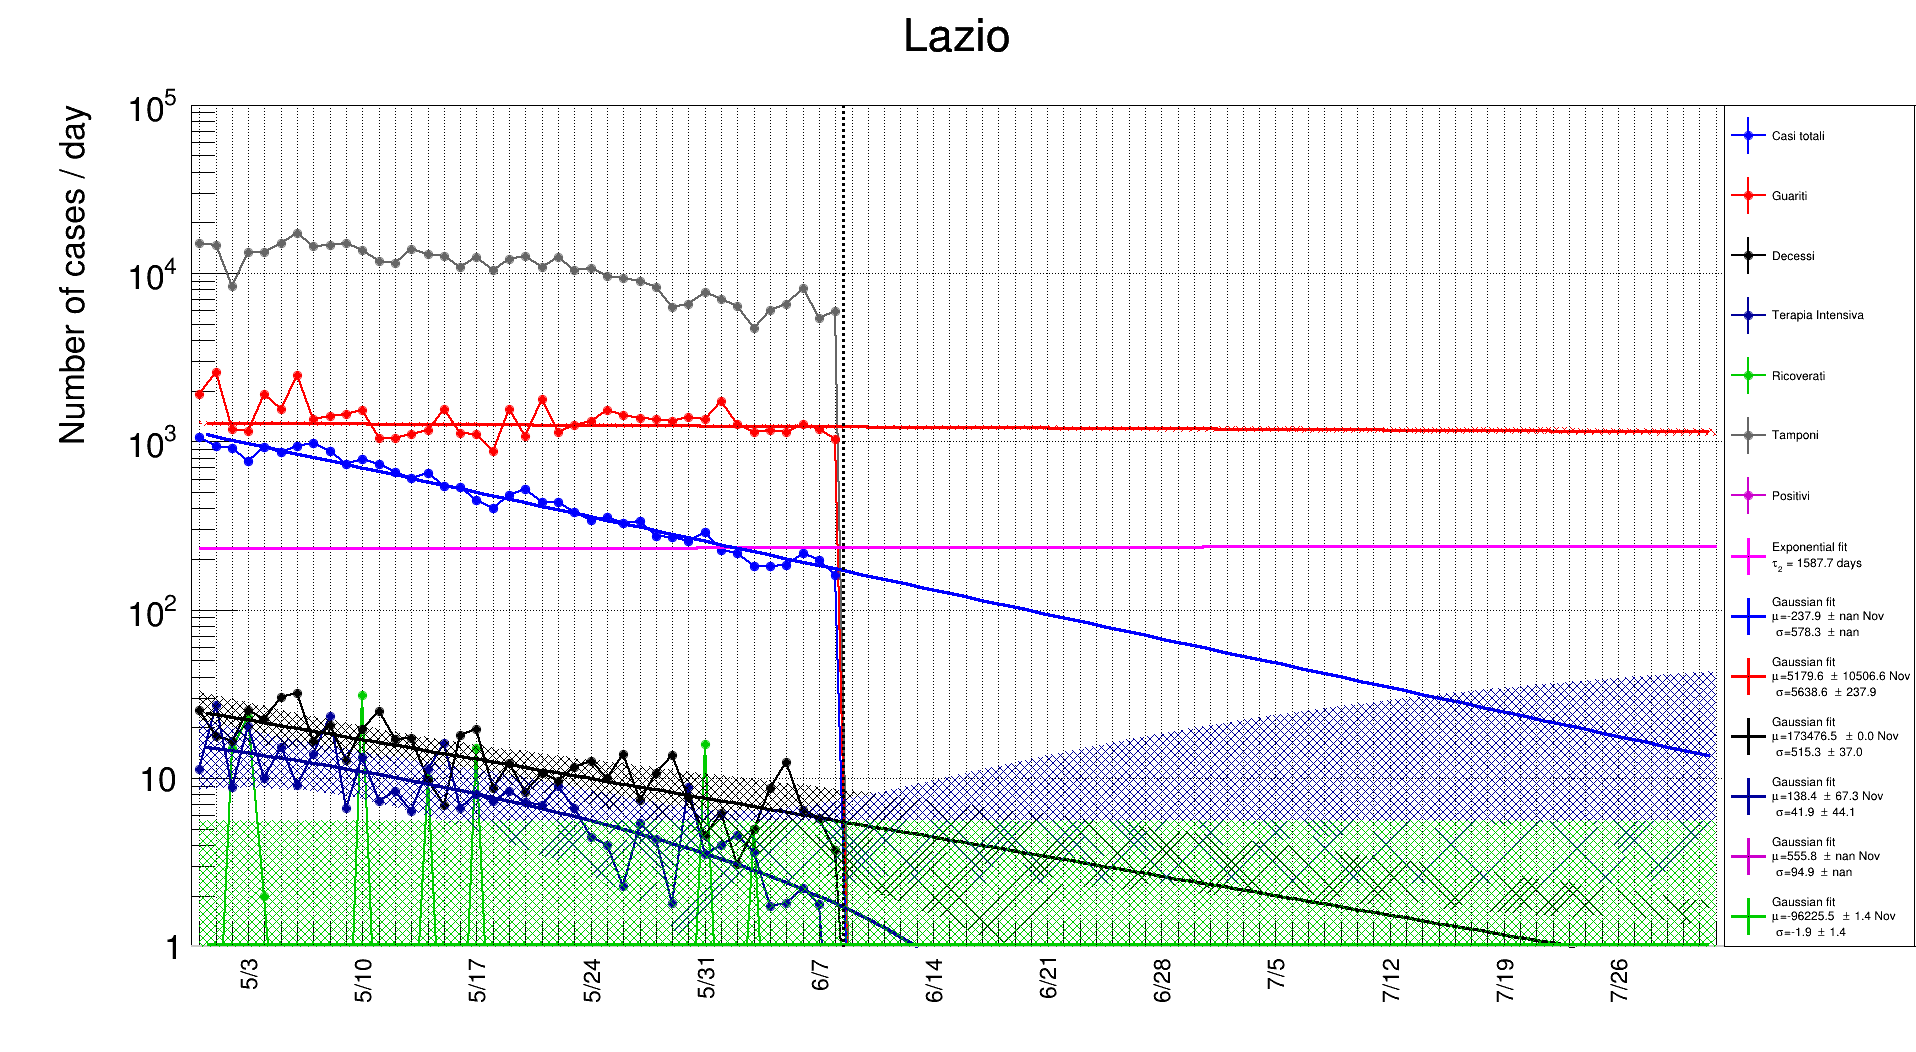 Lazio
Number of cases / day
10^5
10^4
10^3
10^2
10
1
5/3
5/10
5/17
5/24
5/31
6/7
6/14
6/21
6/28
7/5
7/12
7/19
7/26
Casi totali
Guariti
Decessi
Terapia Intensiva
Ricoverati
Tamponi
Positivi
Exponential fit
τ₂ = 1587.7 days
Gaussian fit
μ=-237.9 ± nan Nov
σ=578.3 ± nan
Gaussian fit
μ=5179.6 ± 10506.6 Nov
σ=5638.6 ± 237.9
Gaussian fit
μ=173476.5 ± 0.0 Nov
σ=515.3 ± 37.0
Gaussian fit
μ=138.4 ± 67.3 Nov
σ=41.9 ± 44.1
Gaussian fit
μ=555.8 ± nan Nov
σ=94.9 ± nan
Gaussian fit
μ=-96225.5 ± 1.4 Nov
σ=-1.9 ± 1.4